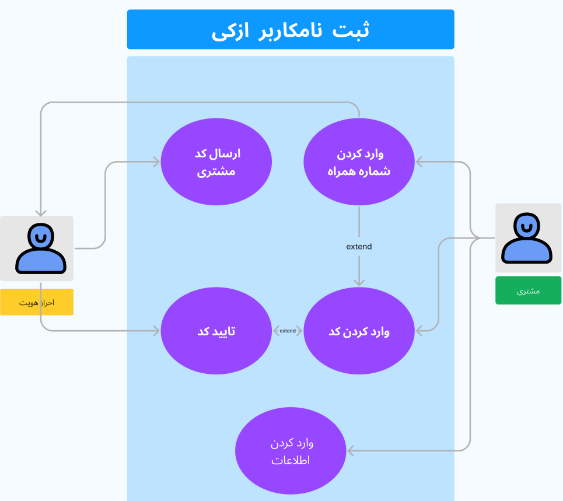 ثبت نامکاربر ازکی
وارد کردن
شماره همراه
ارسال کد
مشتری
extend
مشتری
احراز هویت
وارد کردن کد
extend
تایید کد
وارد کردن
اطلاعات